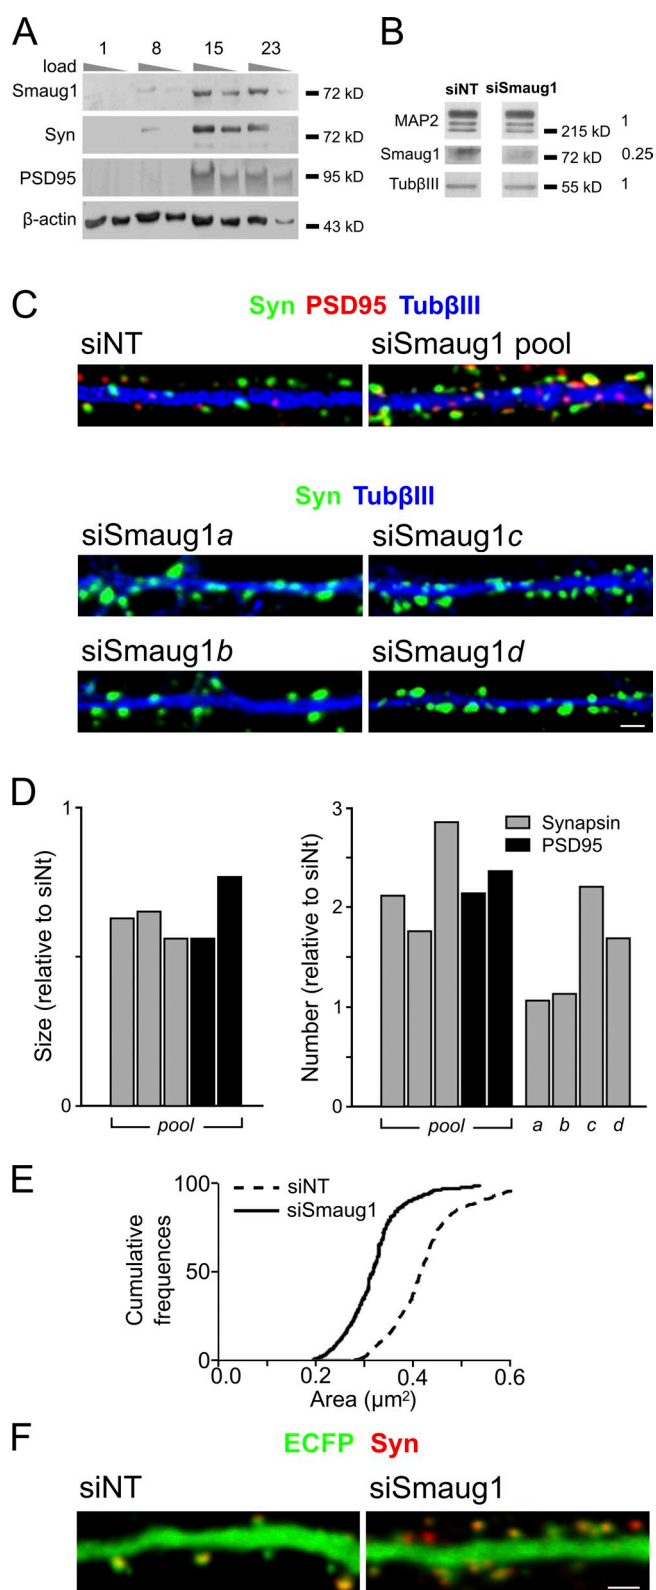 A
1 8 15 23
load
Smaug1
72 kD
Syn
72 kD
PSD95
95 kD
β-actin
43 kD
B
siNT siSmaug1
MAP2
215 kD 1
Smaug1
72 kD 0.25
TubβIII
55 kD 1
C
Syn PSD95 TubβIII
siNT siSmaug1 pool
Syn TubβIII
siSmaug1a siSmaug1c
siSmaug1b siSmaug1d
D
Size (relative to siNt)
1
0
pool
Number (relative to siNt)
3
2
1
0
Synapsin
PSD95
pool a b c d
E
Cumulative
frequences
100
50
0
siNT
siSmaug1
0.0 0.2 0.4 0.6
Area (µm²)
F
ECFP Syn
siNT siSmaug1